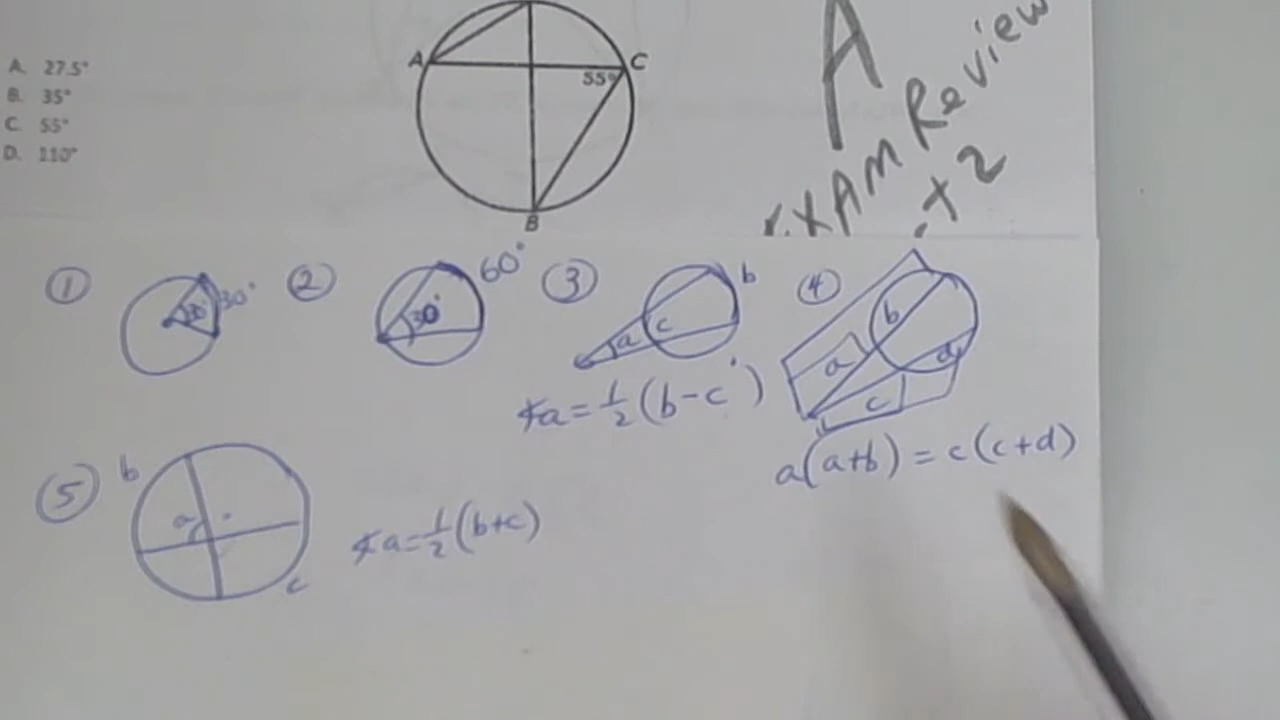 A. 27.5°
B. 35°
C. 55°
D. 110°
A
C
55°
B
A
EXAM Review
+2
① 30° 30°
② 30° 60°
③ a c b
∡a = 1/2 (b-c)
④ a b c d
a(a+b) = c(c+d)
⑤ b a c
∡a = 1/2 (b+c)